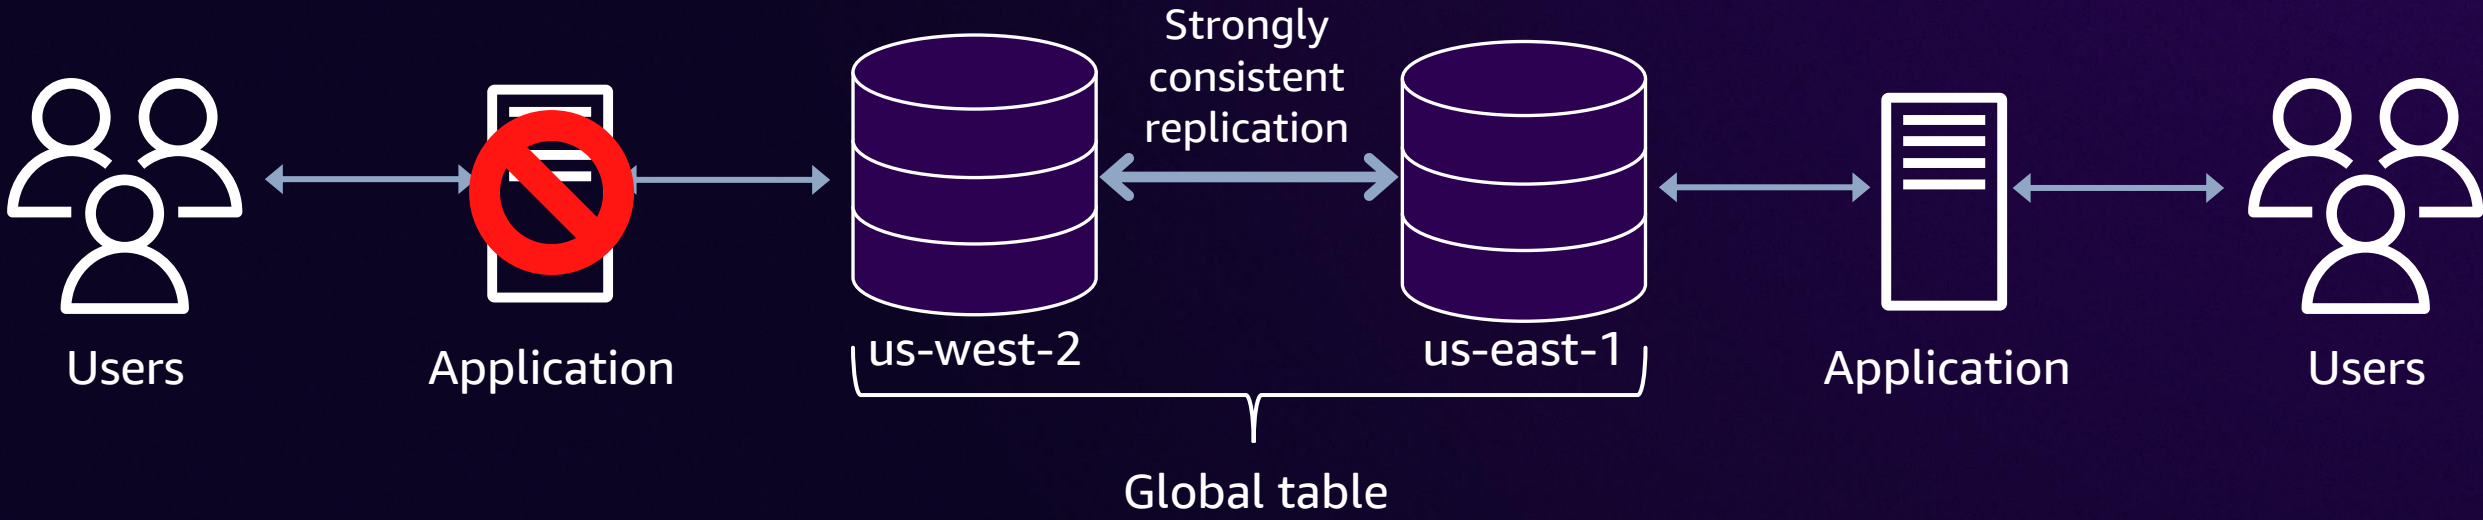 Strongly
consistent
replication
us-west-2
us-east-1
Users
Application
Application
Users
Global table